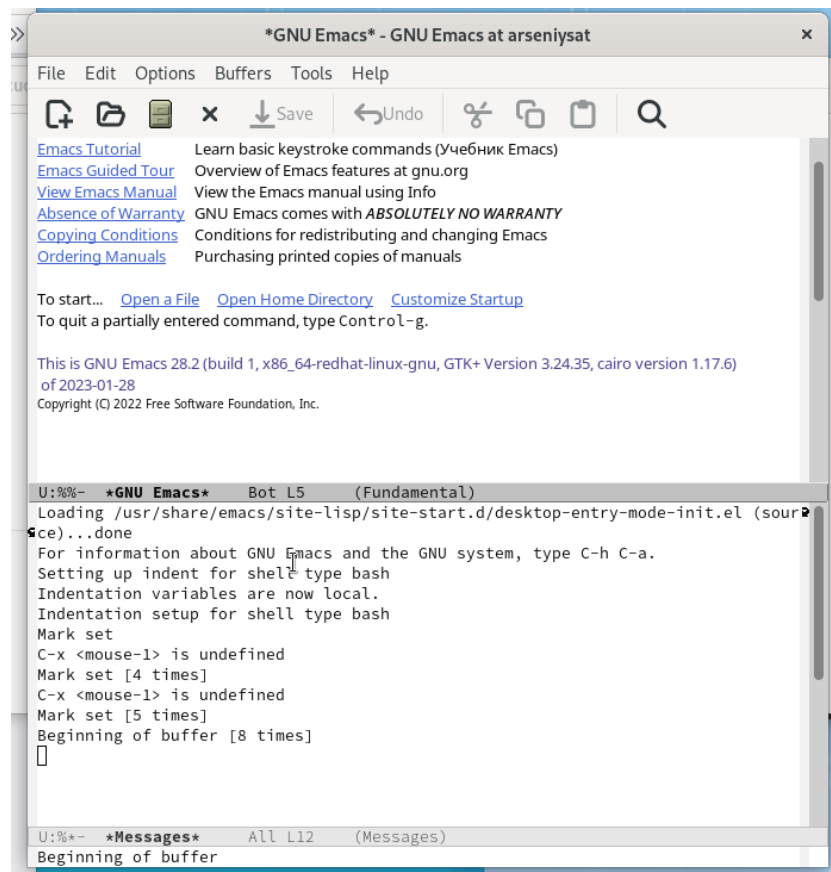 *GNU Emacs* - GNU Emacs at arseniysat
File Edit Options Buffers Tools Help
Save Undo
Emacs Tutorial Learn basic keystroke commands (Учебник Emacs)
Emacs Guided Tour Overview of Emacs features at gnu.org
View Emacs Manual View the Emacs manual using Info
Absence of Warranty GNU Emacs comes with ABSOLUTELY NO WARRANTY
Copying Conditions Conditions for redistributing and changing Emacs
Ordering Manuals Purchasing printed copies of manuals
To start... Open a File Open Home Directory Customize Startup
To quit a partially entered command, type Control-g.
This is GNU Emacs 28.2 (build 1, x86_64-redhat-linux-gnu, GTK+ Version 3.24.35, cairo version 1.17.6)
of 2023-01-28
Copyright (C) 2022 Free Software Foundation, Inc.
U:%%- *GNU Emacs* Bot L5 (Fundamental)
Loading /usr/share/emacs/site-lisp/site-start.d/desktop-entry-mode-init.el (sour
ce)...done
For information about GNU Emacs and the GNU system, type C-h C-a.
Setting up indent for shell type bash
Indentation variables are now local.
Indentation setup for shell type bash
Mark set
C-x <mouse-1> is undefined
Mark set [4 times]
C-x <mouse-1> is undefined
Mark set [5 times]
Beginning of buffer [8 times]
U:%*- *Messages* All L12 (Messages)
Beginning of buffer